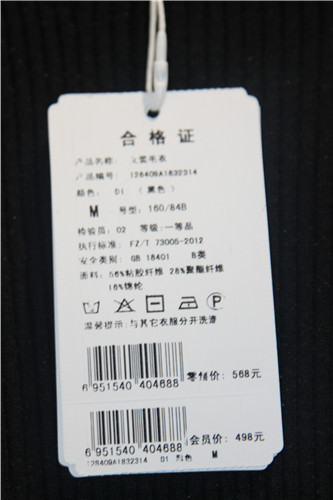 合格证
产品名称: 女套毛衣
产品编号: 128409A1832314
颜色: D1 (黑色)
M 号型: 160/84B
检验员: 02 等级: 一等品
执行标准: FZ/T 73005-2012
安全类别: GB 18401 B类
面料: 56%粘胶纤维 28%聚酯纤维
16%锦纶
P
温馨提示: 与其它衣服分开洗涤
零售价: 568元
6 951540 404688
会员价: 498元
6 951540 404688
128409A1832314 D1 黑色 M